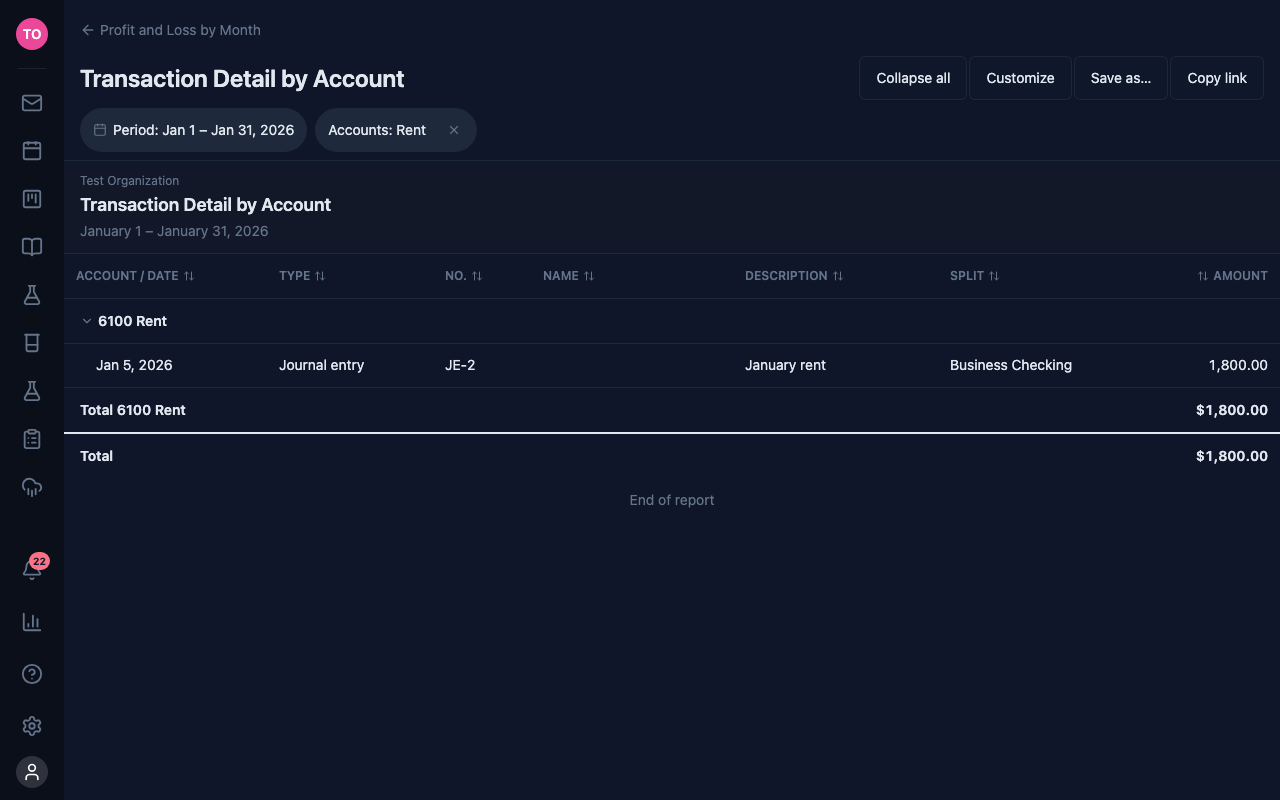 TO
Profit and Loss by Month
Transaction Detail by Account
Collapse all
Customize
Save as...
Copy link
Period: Jan 1 – Jan 31, 2026
Accounts: Rent
Test Organization
Transaction Detail by Account
January 1 – January 31, 2026
ACCOUNT / DATE TYPE NO. NAME DESCRIPTION SPLIT AMOUNT
6100 Rent
Jan 5, 2026 Journal entry JE-2 January rent Business Checking 1,800.00
Total 6100 Rent $1,800.00
Total $1,800.00
End of report
22